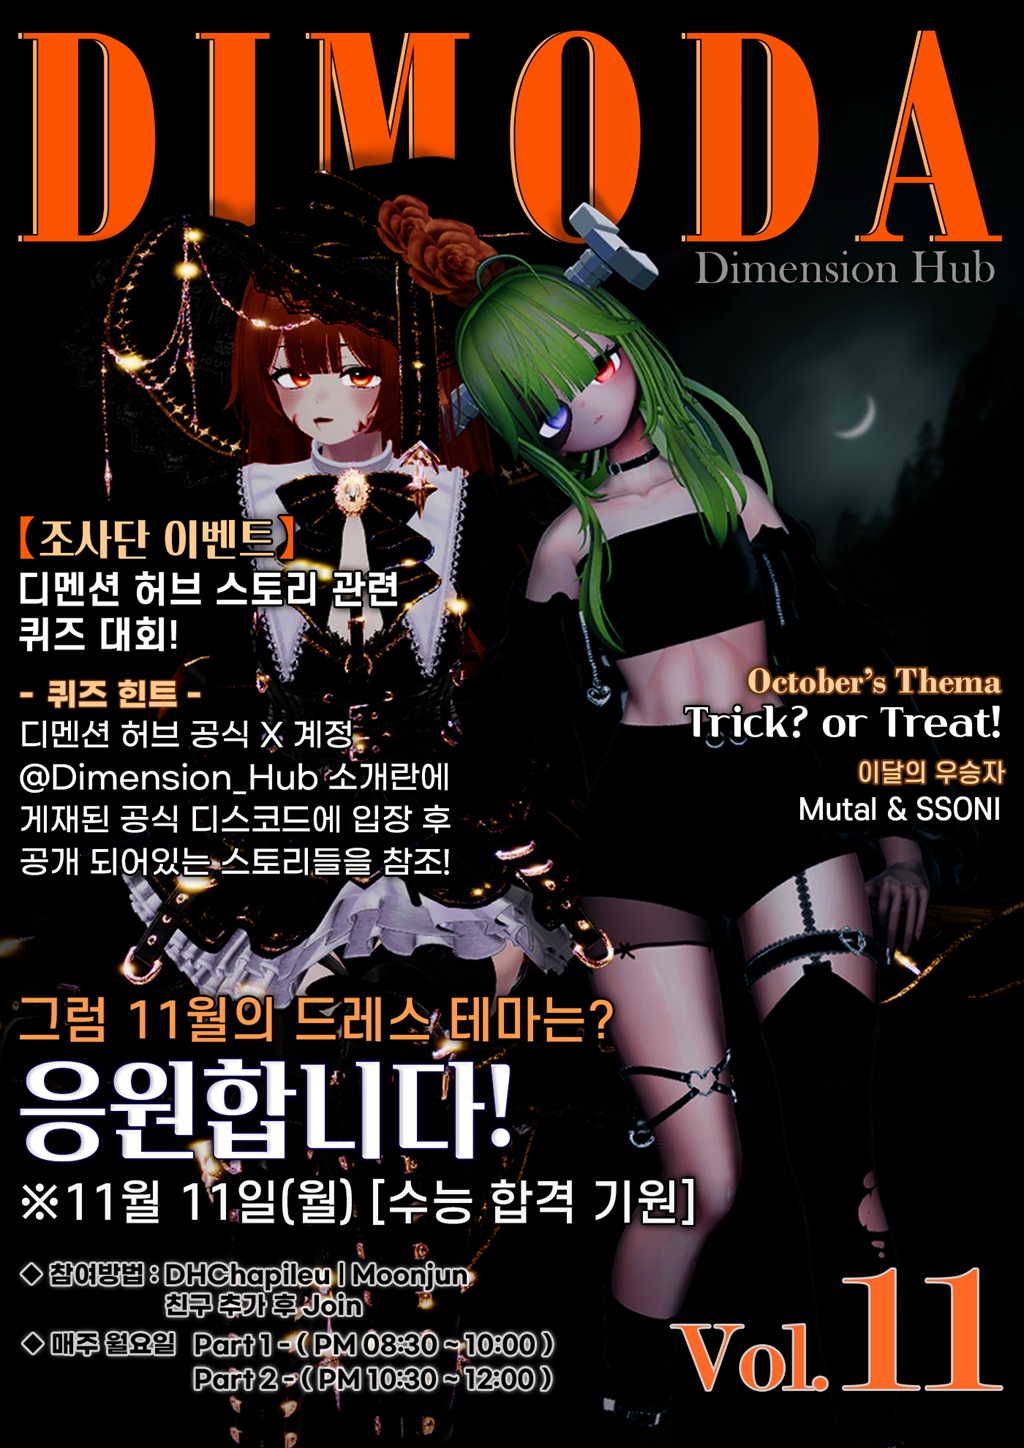 DIMODA
Dimension Hub
【조사단 이벤트】
디멘션 허브 스토리 관련
퀴즈 대회!
- 퀴즈 힌트 -
디멘션 허브 공식 X 계정
@Dimension_Hub 소개란에
게재된 공식 디스코드에 입장 후
공개 되어있는 스토리들을 참조!
October's Thema
Trick? or Treat!
이달의 우승자
Mutal & SSONI
그럼 11월의 드레스 테마는?
응원합니다!
※11월 11일(월) [수능 합격 기원]
◇ 참여방법 : DHChapileu | Moonjun
친구 추가 후 Join
◇ 매주 월요일 Part 1 - ( PM 08:30 ~ 10:00 )
Part 2 - ( PM 10:30 ~ 12:00 )
Vol.11